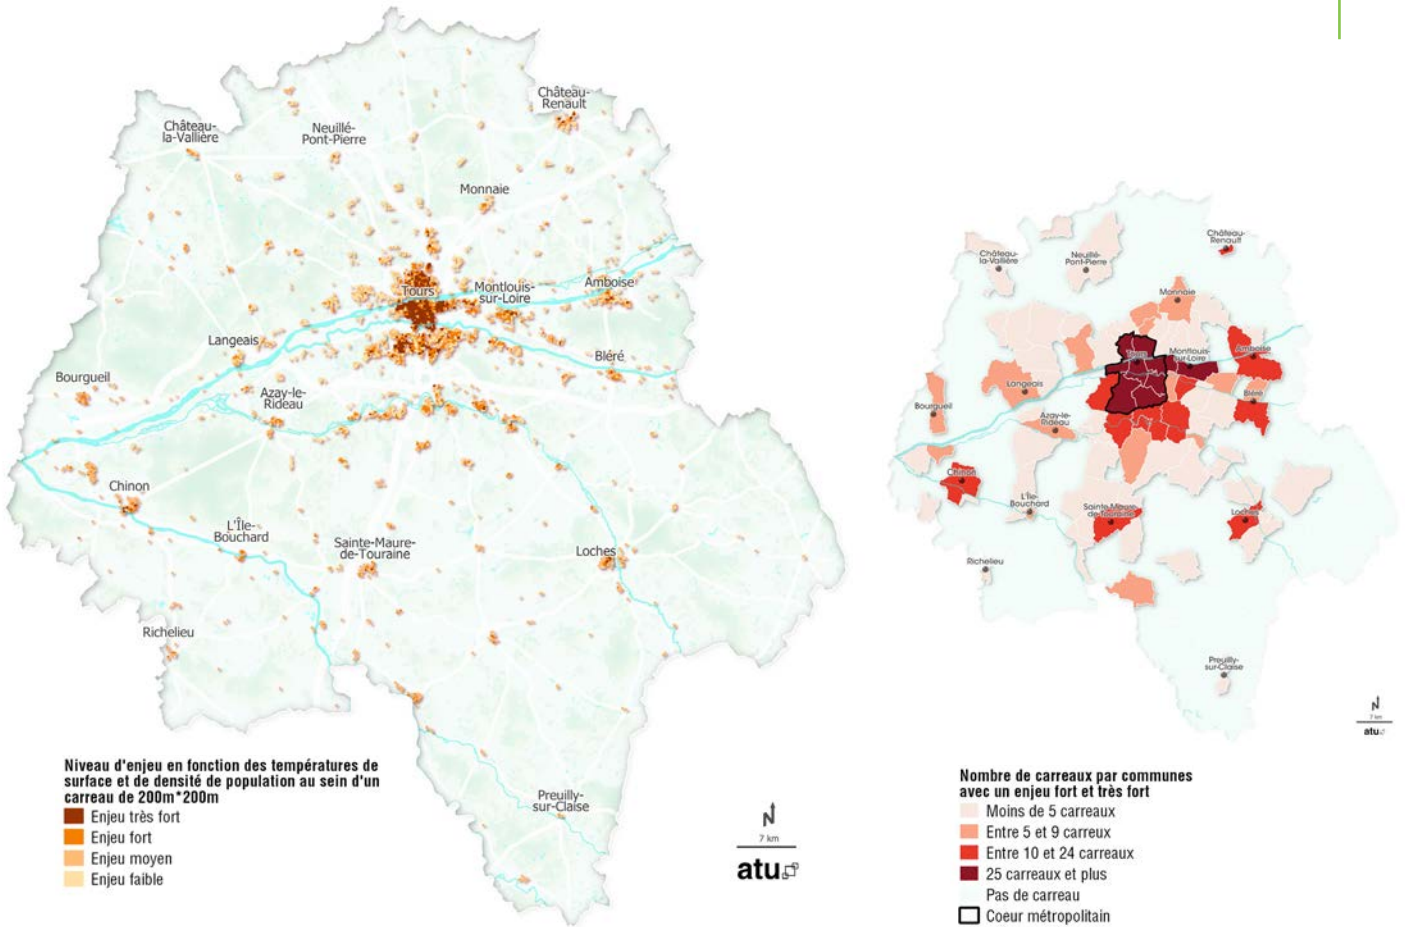 Château-
Renault
Château-
la-Vallière
Neuillé-
Pont-Pierre
Monnaie
Tours
Montlouis-
sur-Loire
Amboise
Langeais
Bléré
Bourgueil
Azay-le-
Rideau
Chinon
L'Île-
Bouchard
Sainte-Maure-
de-Touraine
Loches
Richelieu
Preuilly-
sur-Claise
Niveau d'enjeu en fonction des températures de
surface et de densité de population au sein d'un
carreau de 200m*200m
Enjeu très fort
Enjeu fort
Enjeu moyen
Enjeu faible
N
7 km
atu
Château-
Renault
Château-
la-Vallière
Neuillé-
Pont-Pierre
Monnaie
Tours
Montlouis-
sur-Loire
Amboise
Langeais
Bléré
Bourgueil
Azay-le-
Rideau
Chinon
L'Île-
Bouchard
Sainte-Maure-
de-Touraine
Loches
Richelieu
Preuilly-
sur-Claise
N
7 km
atu
Nombre de carreaux par communes
avec un enjeu fort et très fort
Moins de 5 carreaux
Entre 5 et 9 carreux
Entre 10 et 24 carreaux
25 carreaux et plus
Pas de carreau
Coeur métropolitain